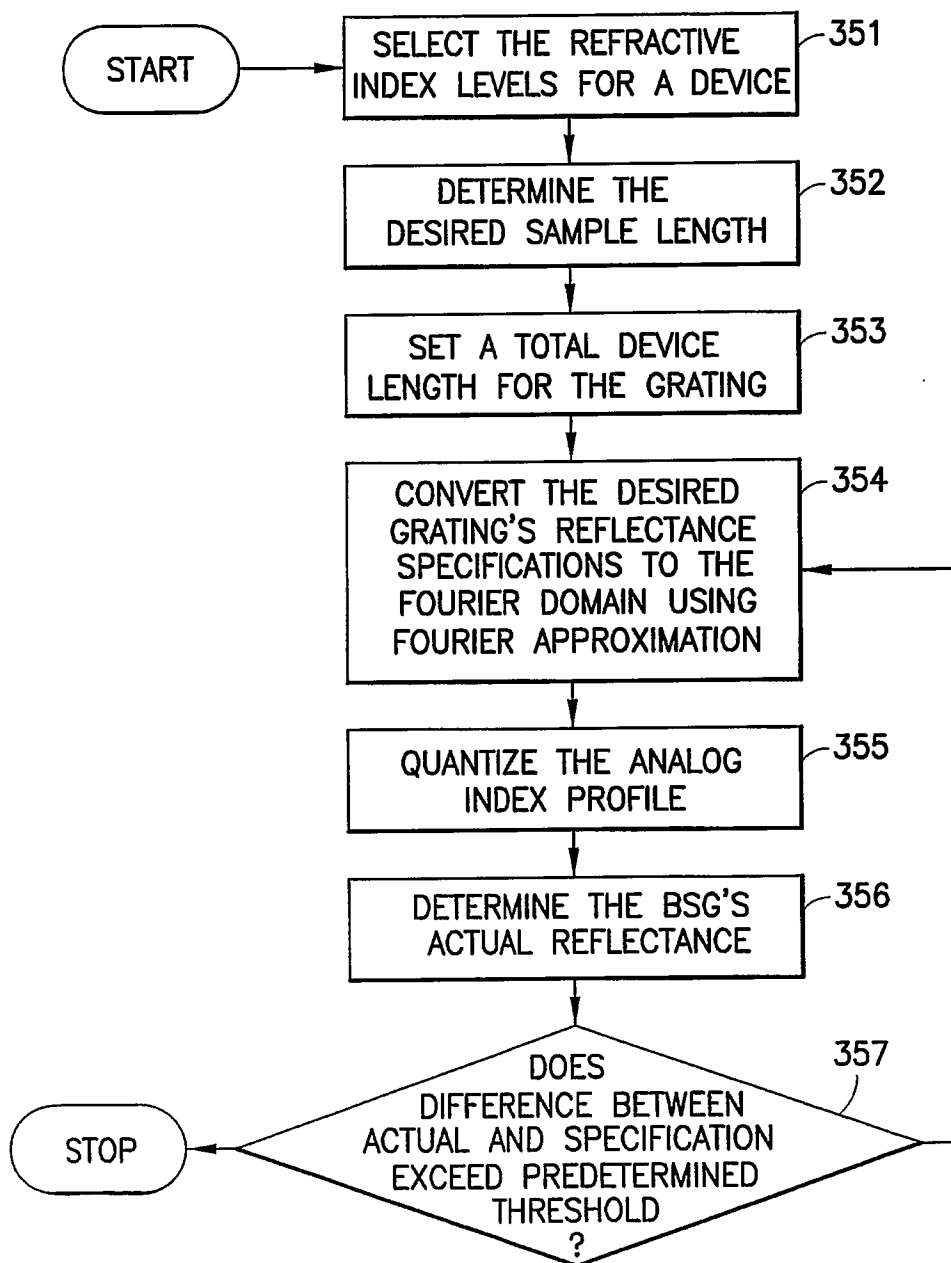 START
SELECT THE REFRACTIVE
INDEX LEVELS FOR A DEVICE
351
DETERMINE THE
DESIRED SAMPLE LENGTH
352
SET A TOTAL DEVICE
LENGTH FOR THE GRATING
353
CONVERT THE DESIRED
GRATING'S REFLECTANCE
SPECIFICATIONS TO THE
FOURIER DOMAIN USING
FOURIER APPROXIMATION
354
QUANTIZE THE ANALOG
INDEX PROFILE
355
DETERMINE THE BSG'S
ACTUAL REFLECTANCE
356
DOES
DIFFERENCE BETWEEN
ACTUAL AND SPECIFICATION
EXCEED PREDETERMINED
THRESHOLD
?
357
STOP